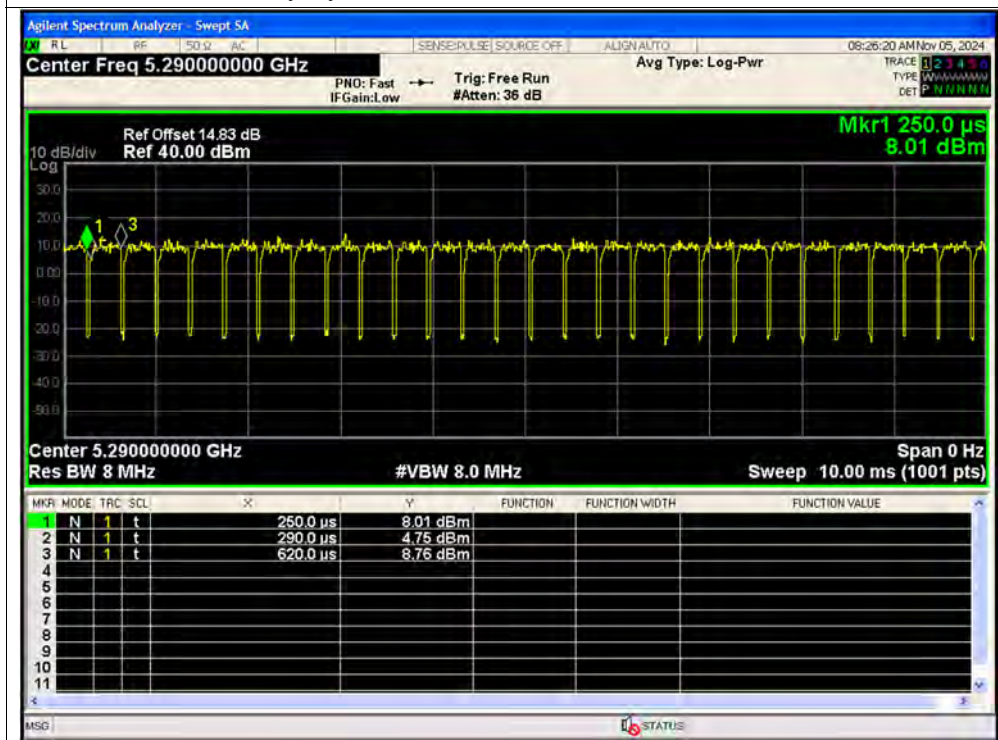 Agilent Spectrum Analyzer - Swept SA
RL RF 50 Ω AC SENSE:PULSE SOURCE OFF ALIGN AUTO 08:26:20 AM Nov 05, 2024
Center Freq 5.290000000 GHz
PNO: Fast
IFGain:Low
Trig: Free Run
#Atten: 36 dB
Avg Type: Log-Pwr
TRACE 1 2 3 4 5 6
TYPE WWWWWW
DET P N N N N N
Mkr1 250.0 µs
8.01 dBm
Ref Offset 14.83 dB
10 dB/div Ref 40.00 dBm
Log
30.0
20.0
10.0
0.00
-10.0
-20.0
-30.0
-40.0
-50.0
1
3
Center 5.290000000 GHz Span 0 Hz
Res BW 8 MHz #VBW 8.0 MHz Sweep 10.00 ms (1001 pts)
MKR MODE TRC SCL X Y FUNCTION FUNCTION WIDTH FUNCTION VALUE
1 N 1 t 250.0 µs 8.01 dBm
2 N 1 t 290.0 µs 4.75 dBm
3 N 1 t 620.0 µs 8.76 dBm
4
5
6
7
8
9
10
11
MSG STATUS